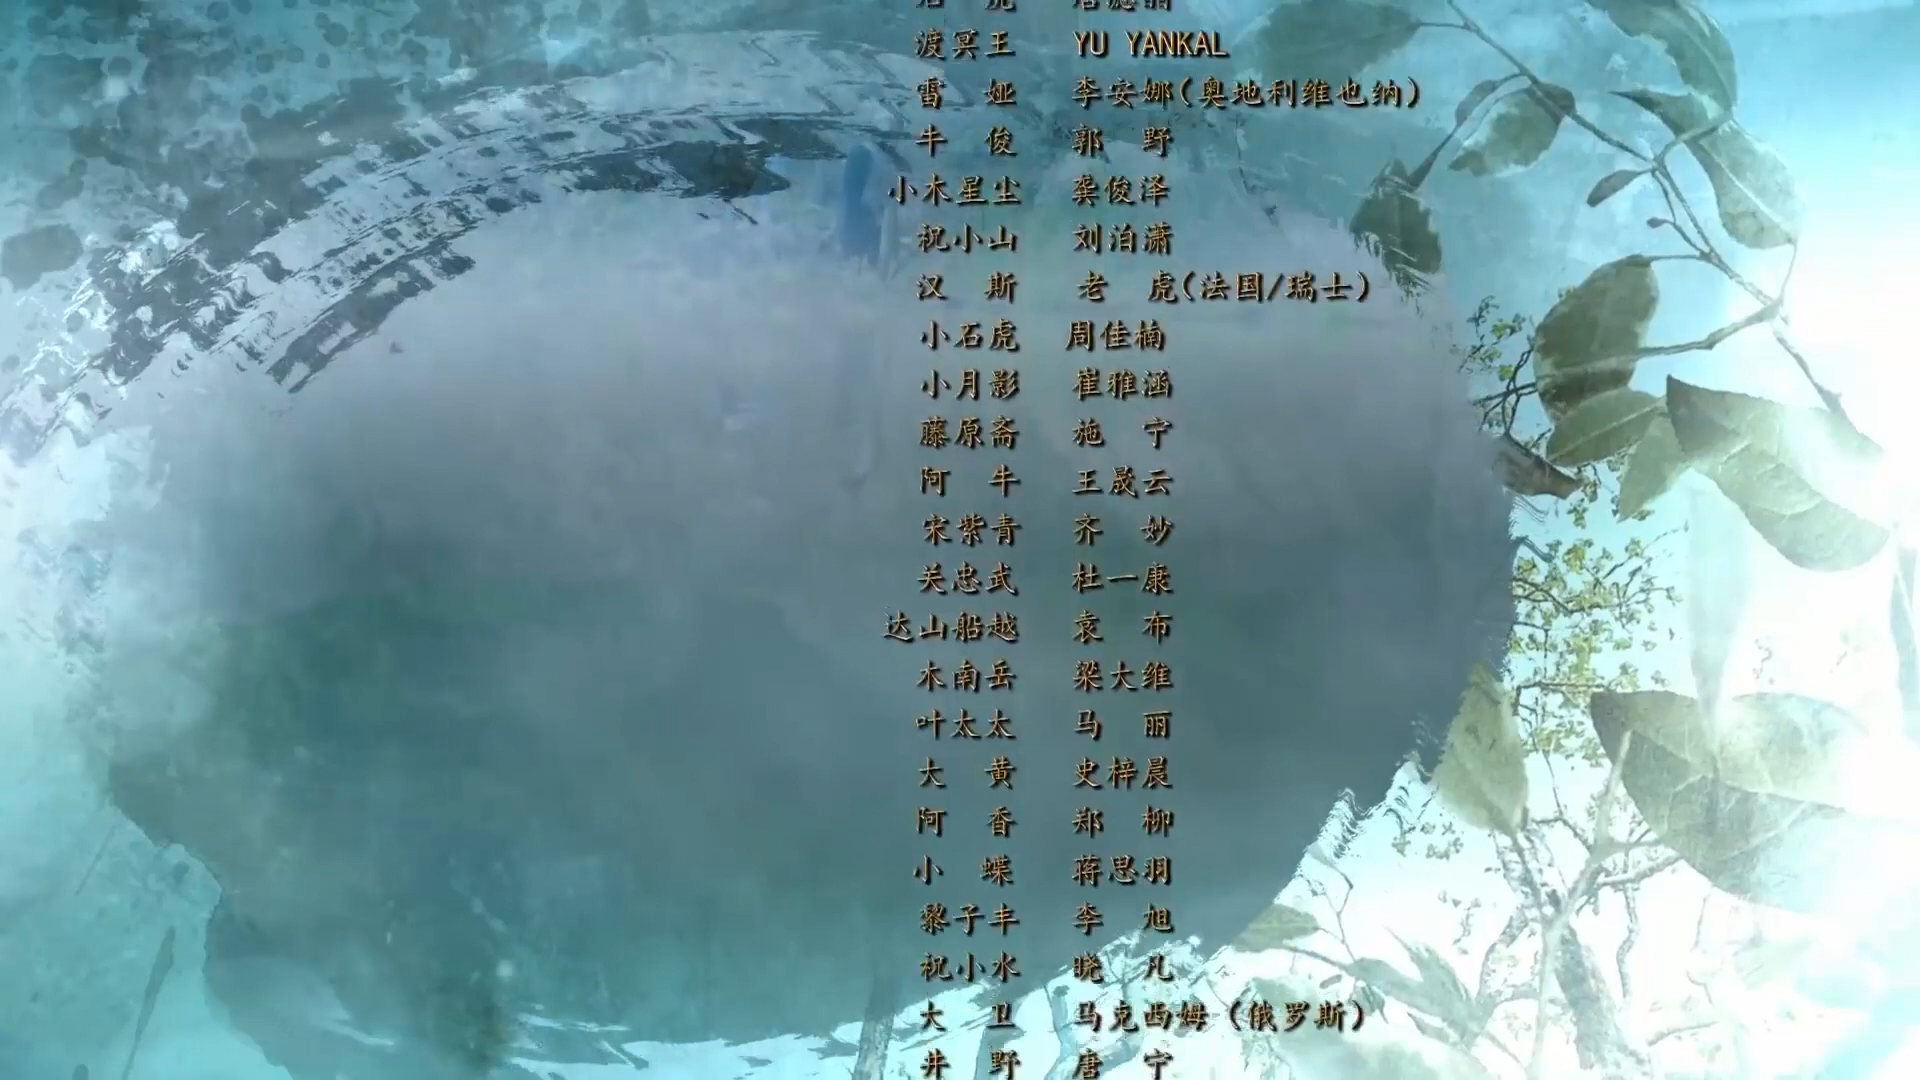 渡冥王 YU YANKAL
雷 娅 李安娜(奥地利维也纳)
牛 俊 郭 野
小木星尘 龚俊泽
祝小山 刘泊潇
汉 斯 老 虎(法国/瑞士)
小石虎 周佳楠
小月影 崔雅涵
藤原斋 施 宁
阿 牛 王晟云
宋紫青 齐 妙
关忠武 杜一康
达山船越 袁 布
木南岳 梁大维
叶太太 马 丽
大 黄 史梓晨
阿 香 郑 柳
小 蝶 蒋思羽
黎子丰 李 旭
祝小水 晓 凡
大 卫 马克西姆(俄罗斯)
井 野 唐 宁